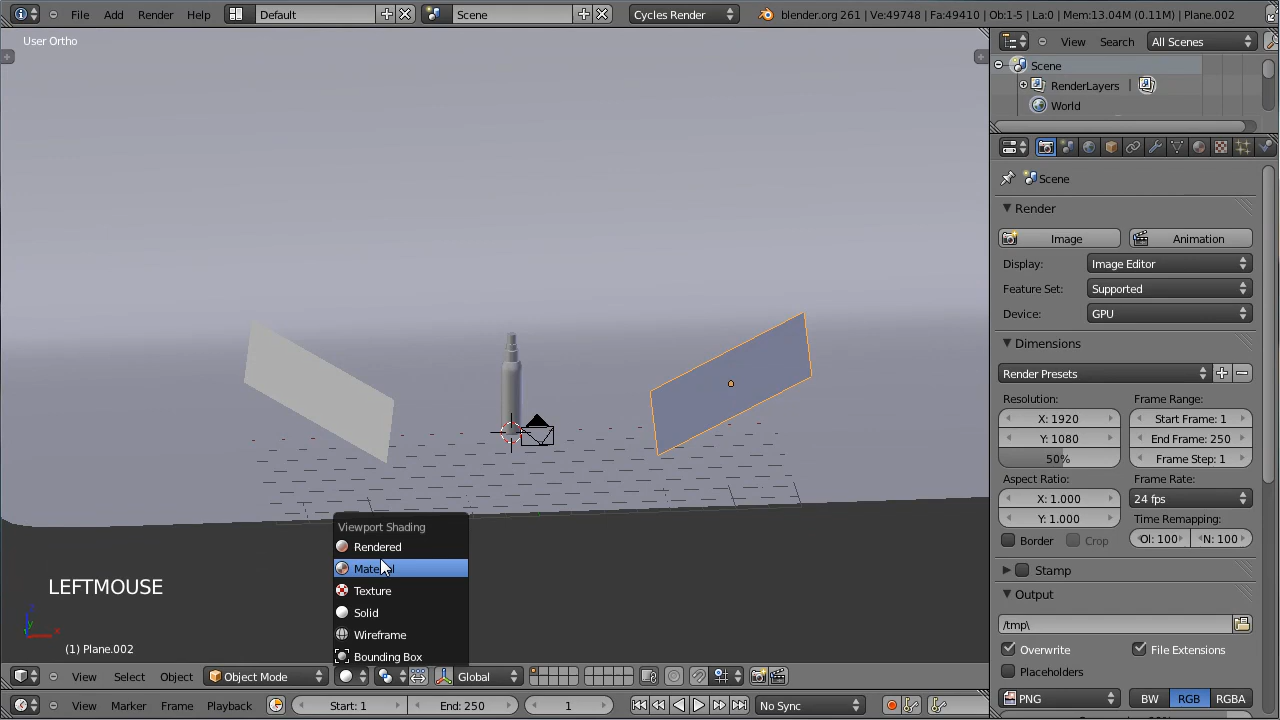 File Add Render Help Default Scene Cycles Render blender.org 261 | Ve:49748 | Fa:49410 | Ob:1-5 | La:0 | Mem:13.04M (0.11M) | Plane.002
User Ortho
View Search All Scenes
Scene
RenderLayers |
World
Scene
Render
Image Animation
Display: Image Editor
Feature Set: Supported
Device: GPU
Dimensions
Render Presets
Resolution: Frame Range:
X: 1920 Start Frame: 1
Y: 1080 End Frame: 250
50% Frame Step: 1
Aspect Ratio: Frame Rate:
X: 1.000 24 fps
Y: 1.000 Time Remapping:
Border Crop Ol: 100 N: 100
Stamp
Output
/tmp\
Overwrite File Extensions
Placeholders
PNG BW RGB RGBA
Viewport Shading
Rendered
Material
Texture
Solid
Wireframe
Bounding Box
LEFTMOUSE
z
y
x
(1) Plane.002
View Select Object Object Mode Global
View Marker Frame Playback Start: 1 End: 250 1 No Sync